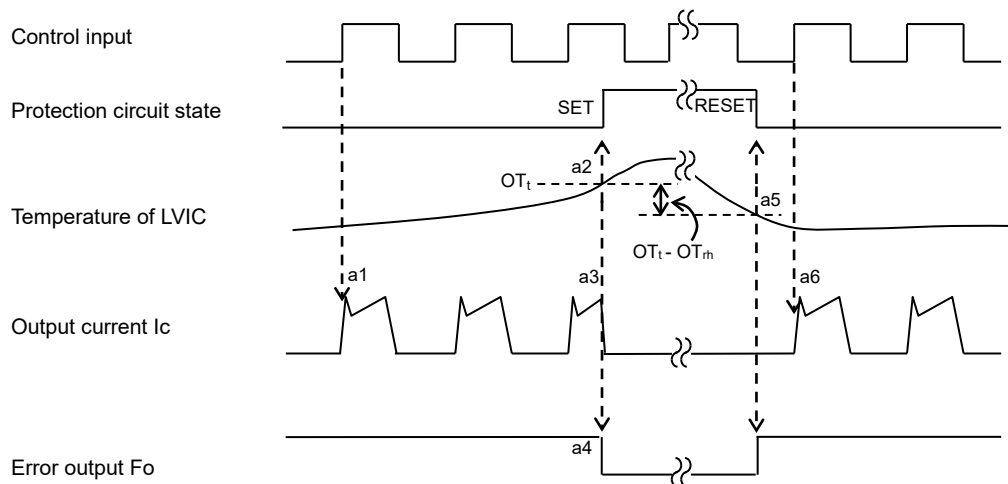 Control input
Protection circuit state
SET
RESET
a2
OTt
a5
Temperature of LVIC
OTt - OTrh
a1
a3
a6
Output current Ic
a4
Error output Fo